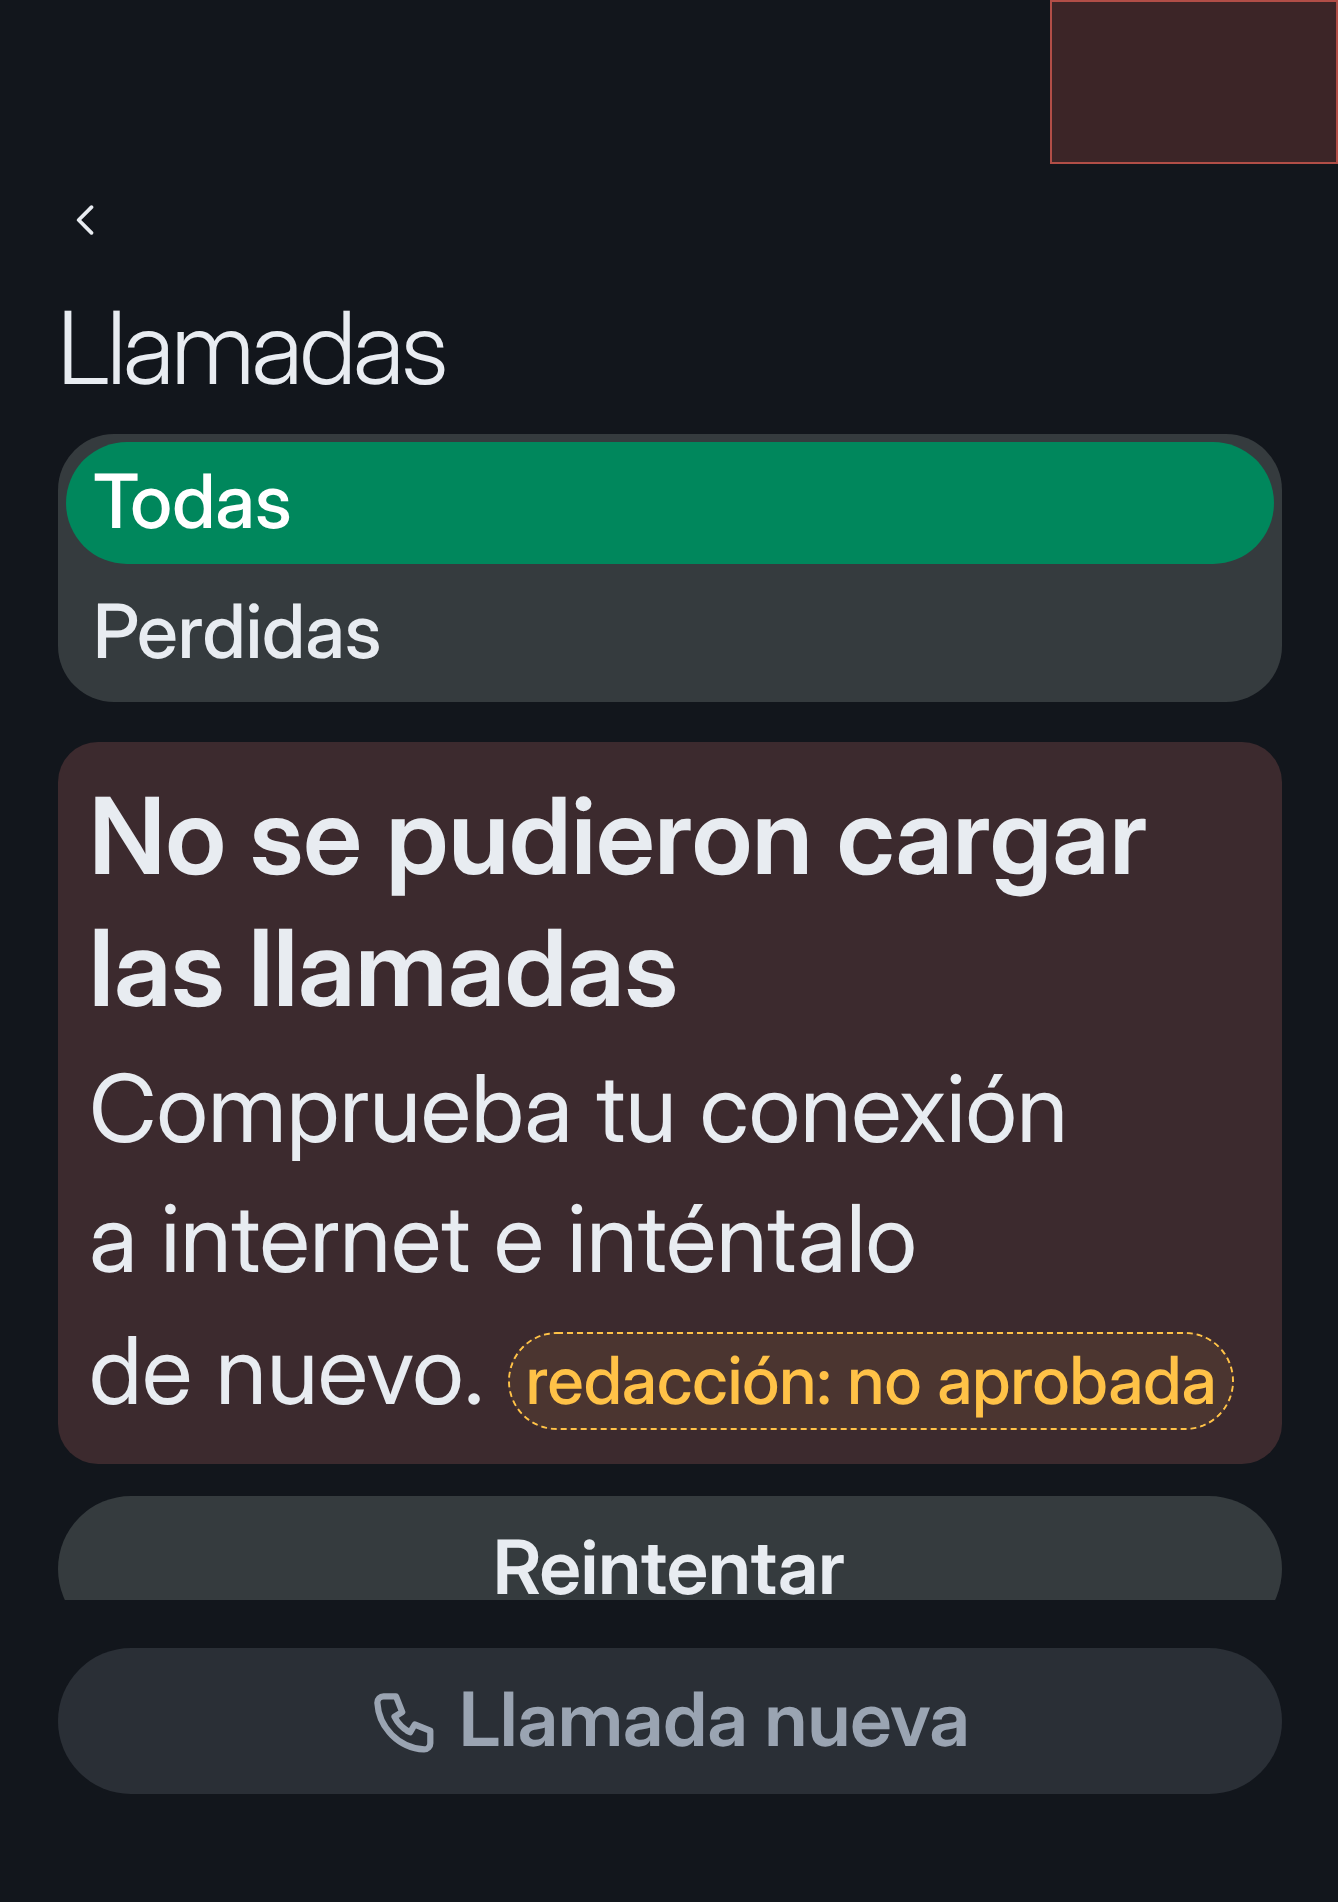 Llamadas
Todas
Perdidas
No se pudieron cargar
las llamadas
Comprueba tu conexión
a internet e inténtalo
de nuevo. redacción: no aprobada
Reintentar
Llamada nueva